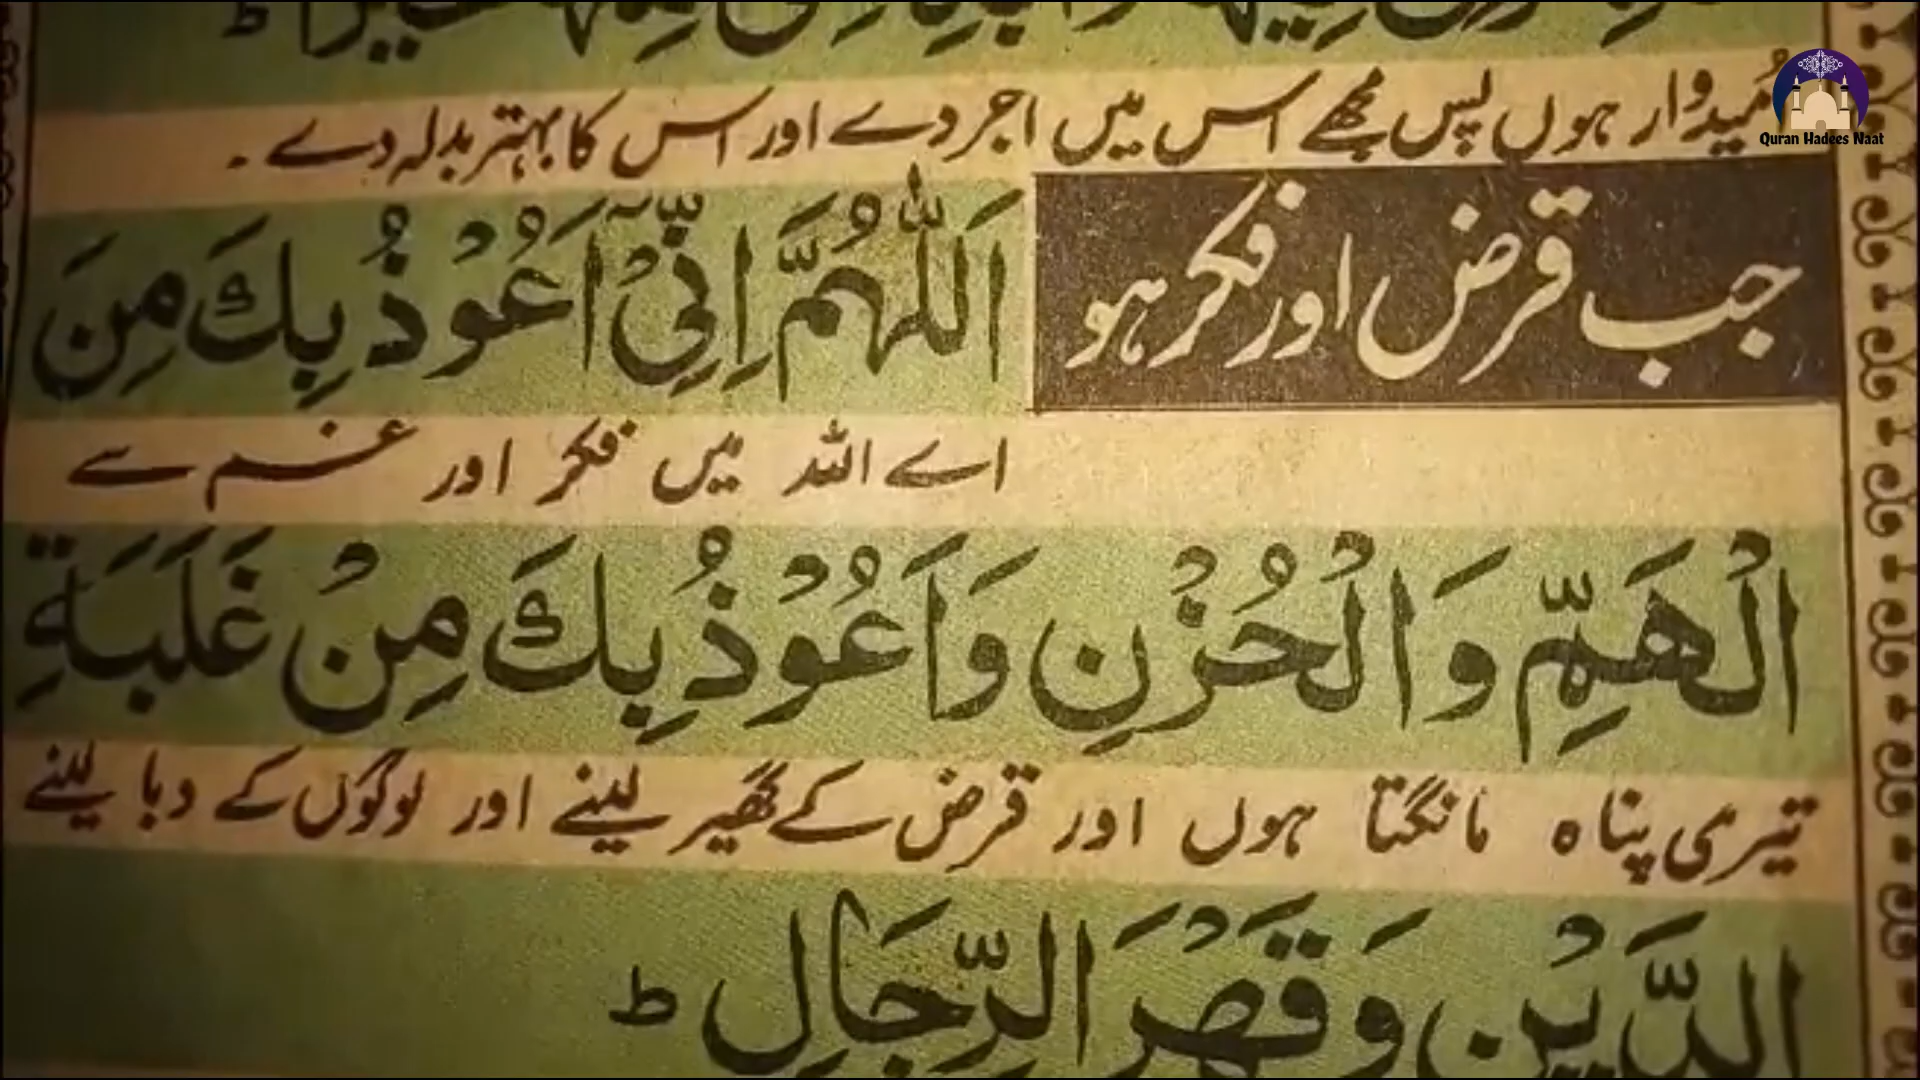 اُمیدوار ہوں پس مجھے اس میں اجر دے اور اس کا بہتر بدلہ دے ۔
Quran Hadees Naat
جب قرض اور فکر ہو
اَللّٰهُمَّ اِنِّیْۤ اَعُوْذُ بِكَ مِنَ
اے اللہ میں فکر اور غم سے
الْهَمِّ وَالْحُزْنِ وَاَعُوْذُ بِكَ مِنْ غَلَبَةِ
تیری پناہ مانگتا ہوں اور قرض کے گھیر لینے اور لوگوں کے دبا لینے
الدَّیْنِ وَقَهْرَ الرِّجَالِ ط